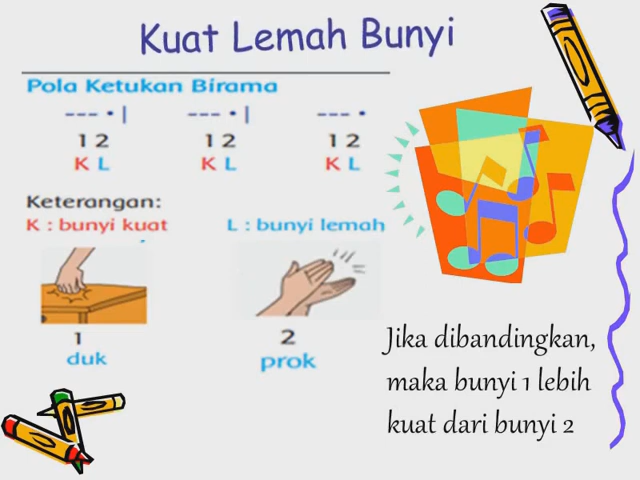 Kuat Lemah Bunyi
Pola Ketukan Birama
--- • | --- • | --- •
1 2 1 2 1 2
K L K L K L
Keterangan:
K : bunyi kuat L : bunyi lemah
1 2
duk prok
Jika dibandingkan,
maka bunyi 1 lebih
kuat dari bunyi 2